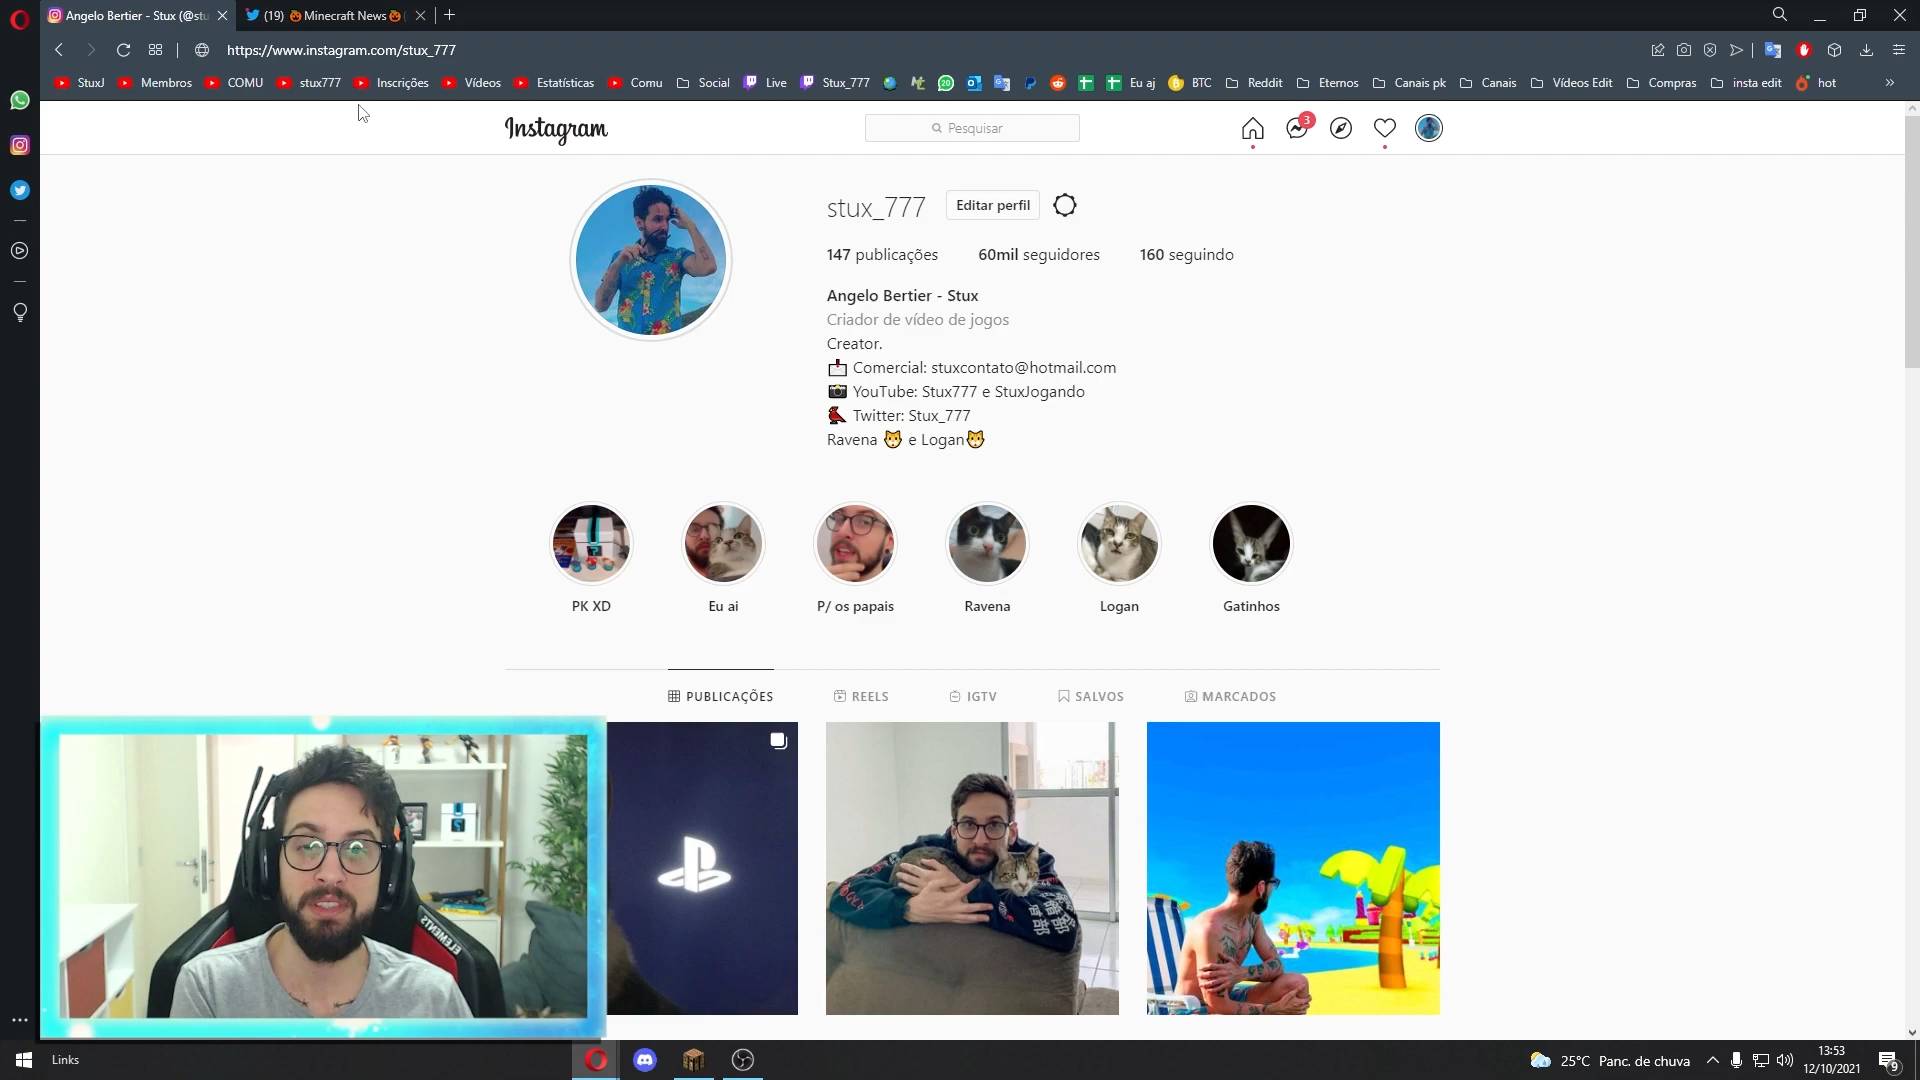 Angelo Bertier - Stux (@stu
(19) 🎃Minecraft News🎃
https://www.instagram.com/stux_777
StuxJ
Membros
COMU
stux777
Inscrições
Vídeos
Estatísticas
Comu
Social
Live
Stux_777
20
Eu aj
BTC
Reddit
Eternos
Canais pk
Canais
Vídeos Edit
Compras
insta edit
hot
»
Instagram
Pesquisar
3
stux_777
Editar perfil
147 publicações
60mil seguidores
160 seguindo
Angelo Bertier - Stux
Criador de vídeo de jogos
Creator.
📩 Comercial: stuxcontato@hotmail.com
📷 YouTube: Stux777 e StuxJogando
🐦 Twitter: Stux_777
Ravena 🐱 e Logan🐱
PK XD
Eu ai
P/ os papais
Ravena
Logan
Gatinhos
PUBLICAÇÕES
REELS
IGTV
SALVOS
MARCADOS
ELEMENTS
Links
25°C Panc. de chuva
13:53
12/10/2021
9